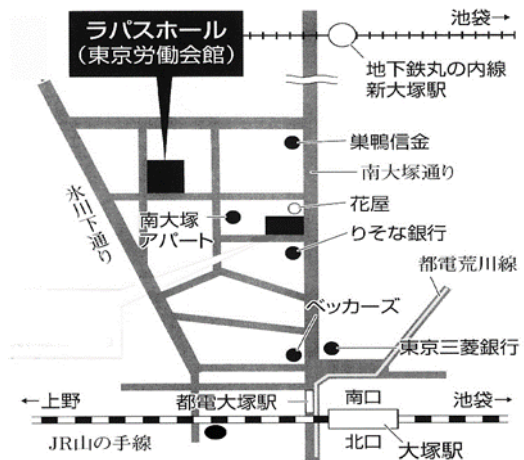 ラパスホール
(東京労働会館)
池袋→
地下鉄丸の内線
新大塚駅
巣鴨信金
南大塚通り
氷川下通り
花屋
南大塚
アパート
りそな銀行
都電荒川線
ベッカーズ
東京三菱銀行
←上野
都電大塚駅
南口
池袋→
JR山の手線
北口
大塚駅